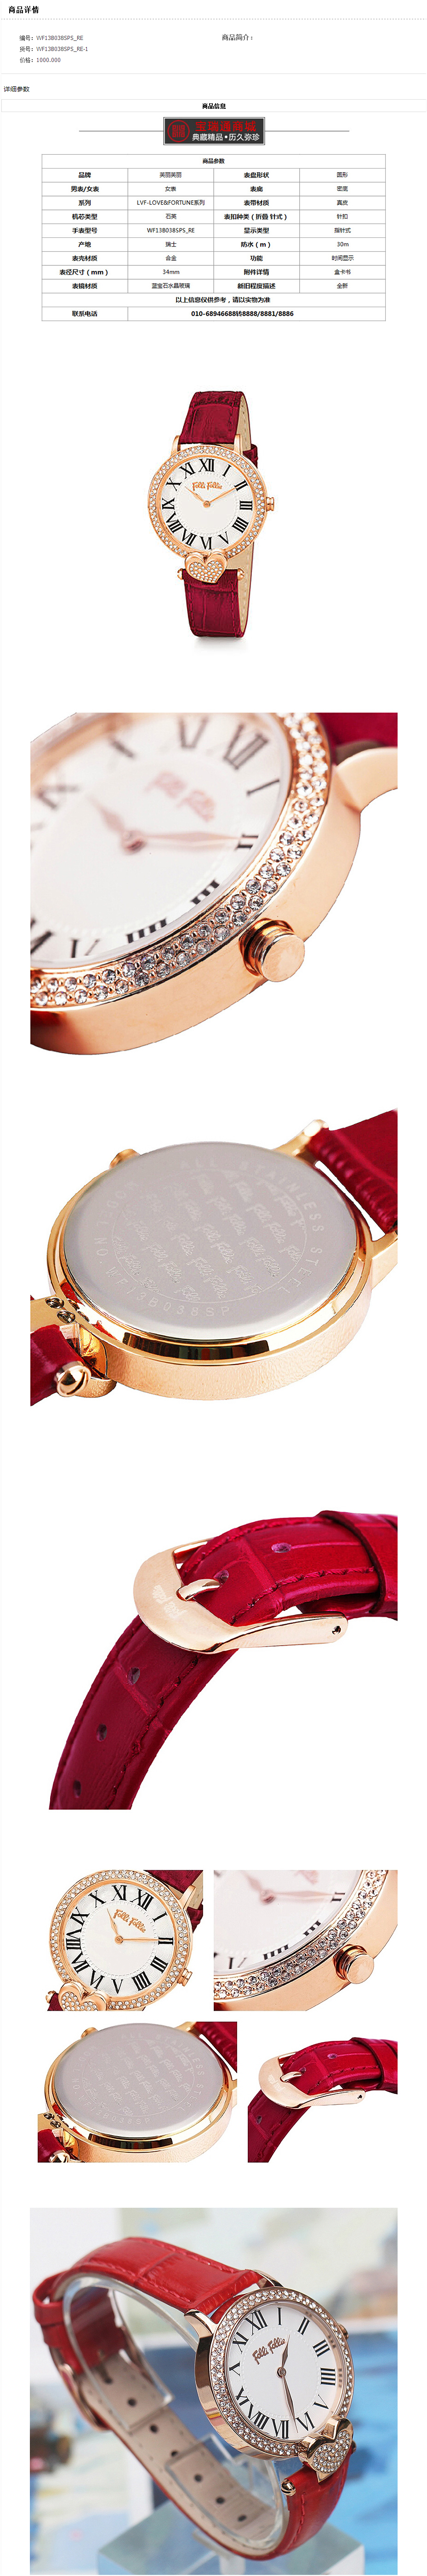 商品详情
编号: WF13B038SPS_RE
商品简介:
货号: WF13B038SPS_RE-1
价格: 1000.000
详细参数
商品信息
典藏精品·历久弥珍
商品参数
品牌 芙丽芙丽 表盘形状 圆形
男表/女表 女表 表底 密底
系列 LVF-LOVE&FORTUNE系列 表带材质 真皮
机芯类型 石英 表扣种类（折叠 针式） 针扣
手表型号 WF13B038SPS_RE 显示类型 指针式
产地 瑞士 防水（m） 30m
表壳材质 合金 功能 时间显示
表径尺寸（mm） 34mm 附件详情 盒卡书
表镜材质 蓝宝石水晶玻璃 新旧程度描述 全新
以上信息仅供参考，请以实物为准
联系电话 010-68946688转8888/8881/8886
Folli Follie
Folli Follie
STAINLESS STEEL
Folli Follie
Folli Follie